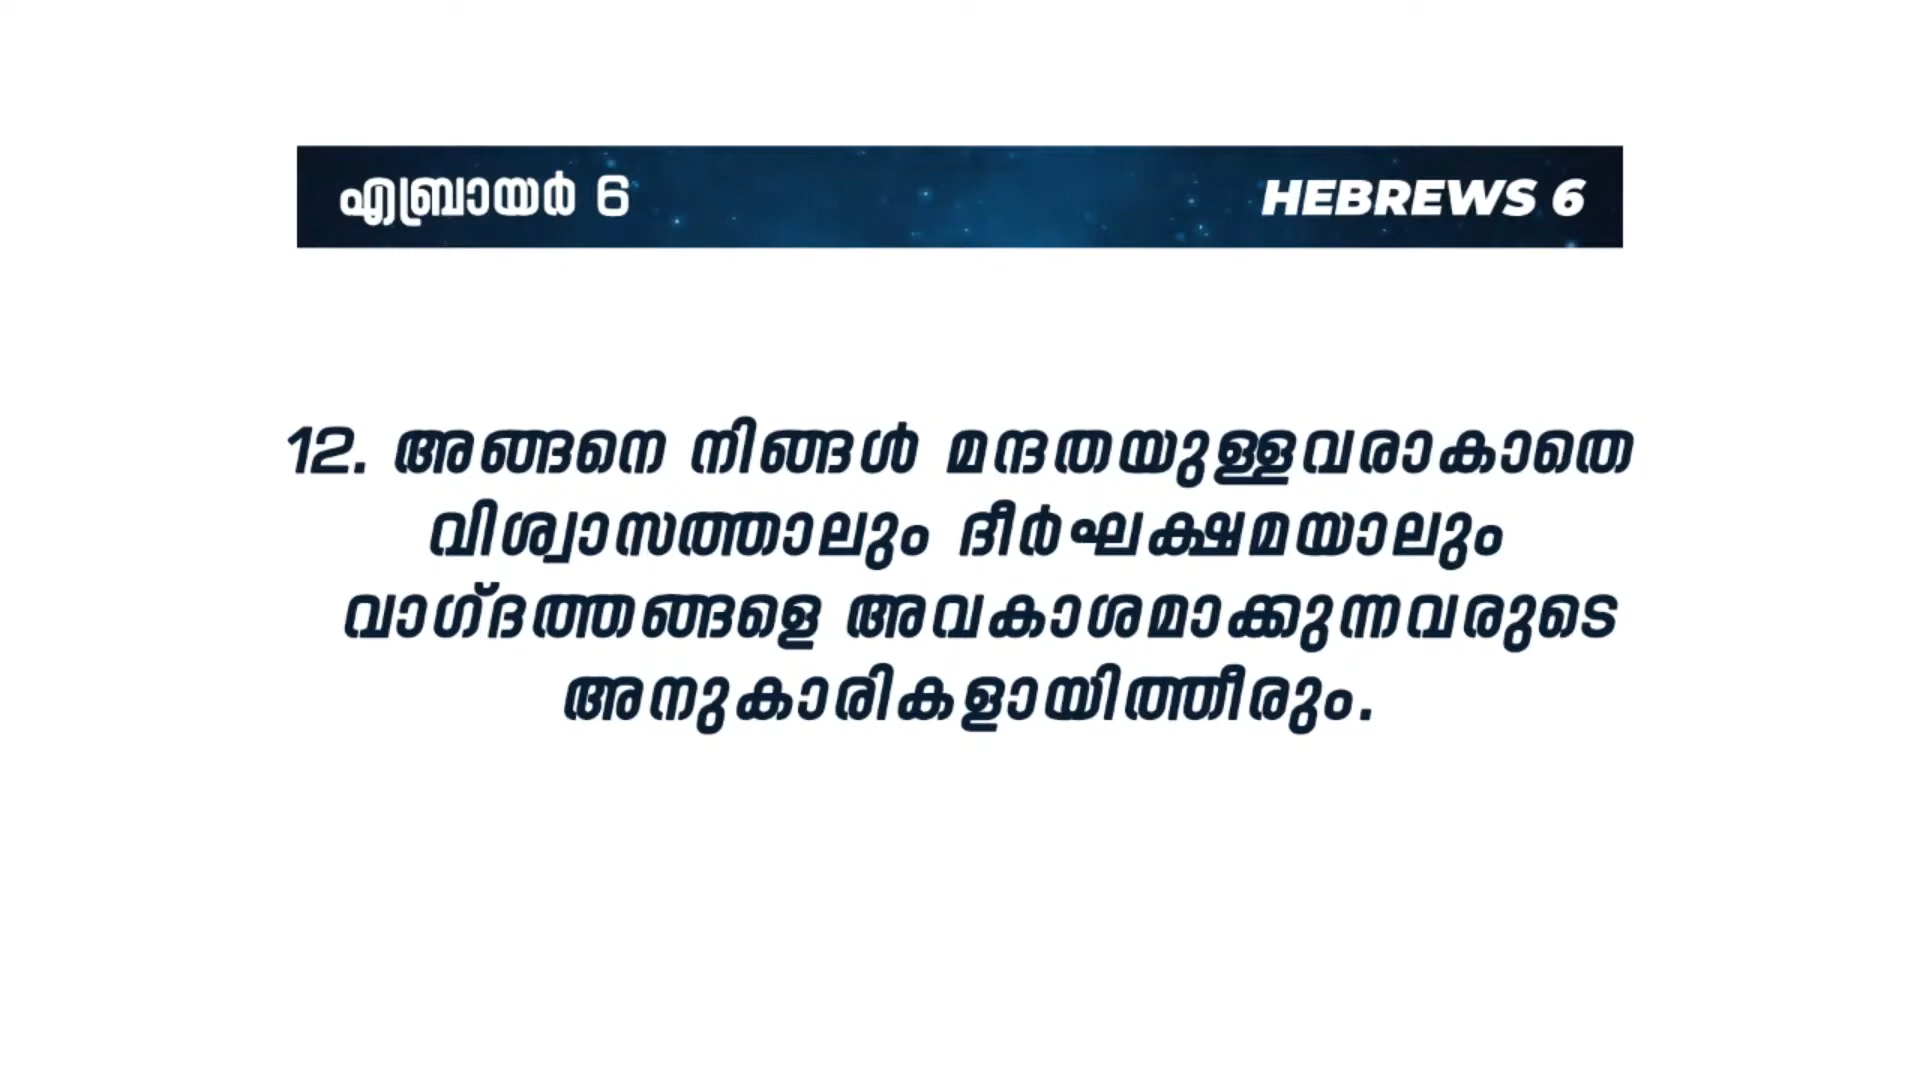 എബ്രായർ 6
HEBREWS 6
12. അങ്ങനെ നിങ്ങൾ മന്ദതയുള്ളവരാകാതെ
വിശ്വാസത്താലും ദീർഘക്ഷമയാലും
വാഗ്ദത്തങ്ങളെ അവകാശമാക്കുന്നവരുടെ
അനുകാരികളായിത്തീരും.